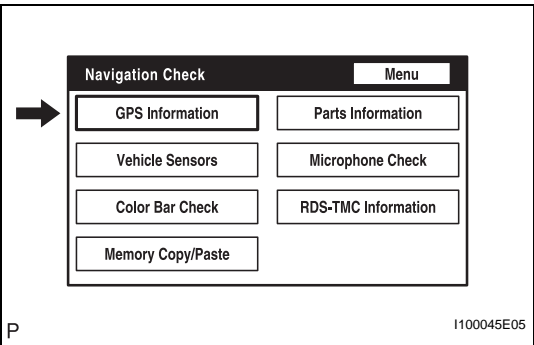 Navigation Check Menu
GPS Information Parts Information
Vehicle Sensors Microphone Check
Color Bar Check RDS-TMC Information
Memory Copy/Paste
P I100045E05